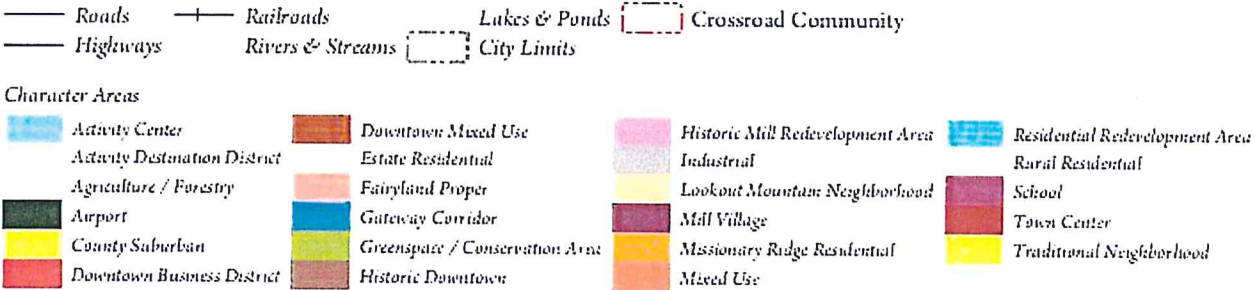 Roads Railroads Lakes & Ponds Crossroad Community
Highways Rivers & Streams City Limits
Character Areas
Activity Center
Activity Destination District
Agriculture / Forestry
Airport
County Suburban
Downtown Business District
Downtown Mixed Use
Estate Residential
Fairyland Proper
Gateway Corridor
Greenspace / Conservation Area
Historic Downtown
Historic Mill Redevelopment Area
Industrial
Lookout Mountain Neighborhood
Mill Village
Missionary Ridge Residential
Mixed Use
Residential Redevelopment Area
Rural Residential
School
Town Center
Traditional Neighborhood